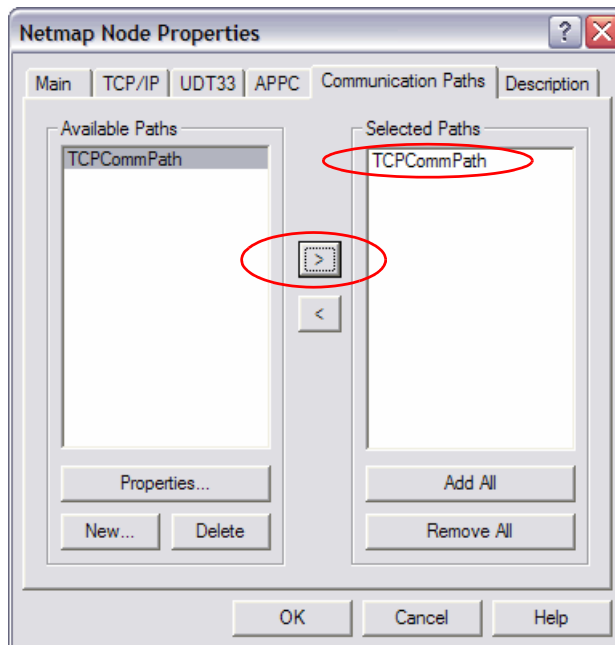 Netmap Node Properties
?
X
Main TCP/IP UDT33 APPC Communication Paths Description
Available Paths
Selected Paths
TCPCommPath
TCPCommPath
>
<
Properties...
Add All
New... Delete
Remove All
OK Cancel Help